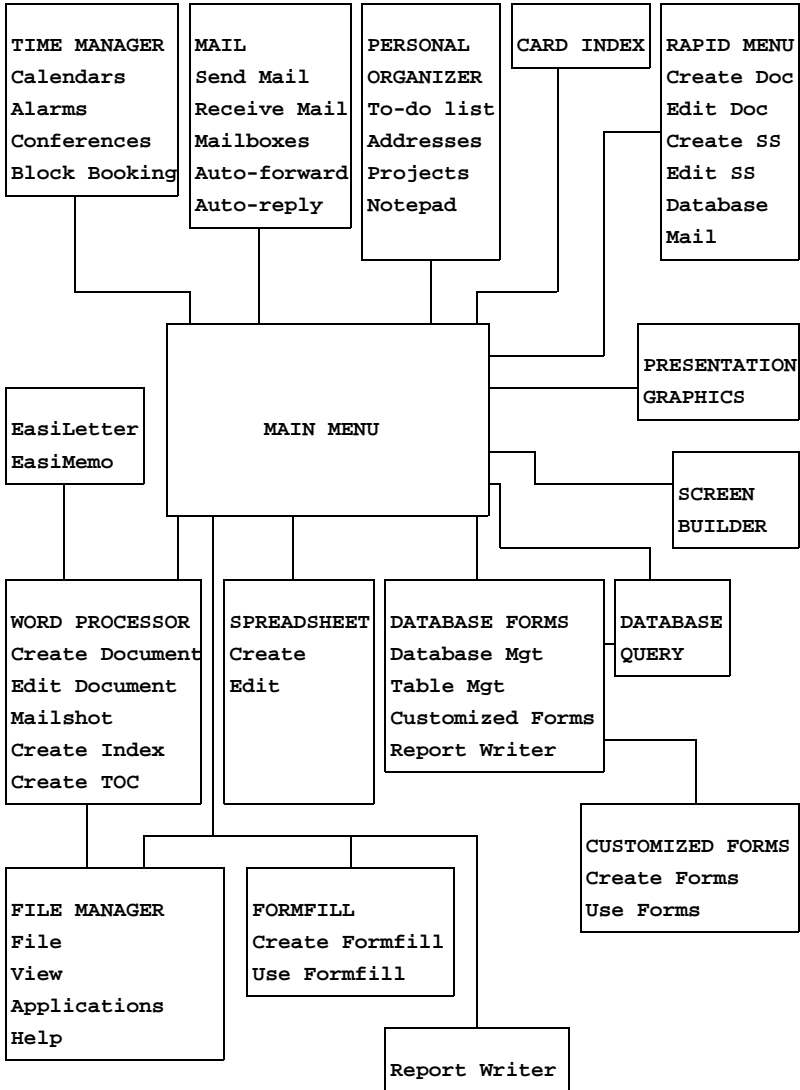 TIME MANAGER
Calendars
Alarms
Conferences
Block Booking
MAIL
Send Mail
Receive Mail
Mailboxes
Auto-forward
Auto-reply
PERSONAL
ORGANIZER
To-do list
Addresses
Projects
Notepad
CARD INDEX
RAPID MENU
Create Doc
Edit Doc
Create SS
Edit SS
Database
Mail
PRESENTATION
GRAPHICS
EasiLetter
EasiMemo
MAIN MENU
SCREEN
BUILDER
WORD PROCESSOR
Create Document
Edit Document
Mailshot
Create Index
Create TOC
SPREADSHEET
Create
Edit
DATABASE FORMS
Database Mgt
Table Mgt
Customized Forms
Report Writer
DATABASE
QUERY
CUSTOMIZED FORMS
Create Forms
Use Forms
FILE MANAGER
File
View
Applications
Help
FORMFILL
Create Formfill
Use Formfill
Report Writer